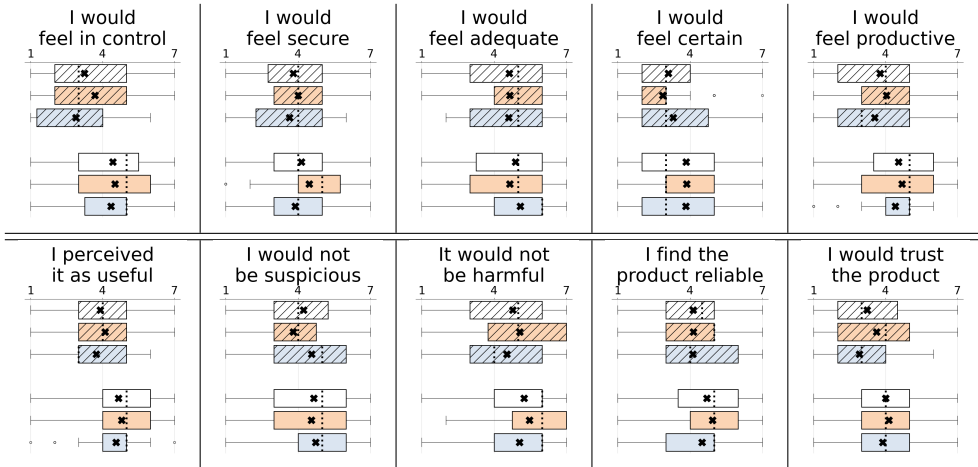 I would
feel in control
1 4 7
I would
feel secure
1 4 7
I would
feel adequate
1 4 7
I would
feel certain
1 4 7
I would
feel productive
1 4 7
I perceived
it as useful
1 4 7
I would not
be suspicious
1 4 7
It would not
be harmful
1 4 7
I find the
product reliable
1 4 7
I would trust
the product
1 4 7